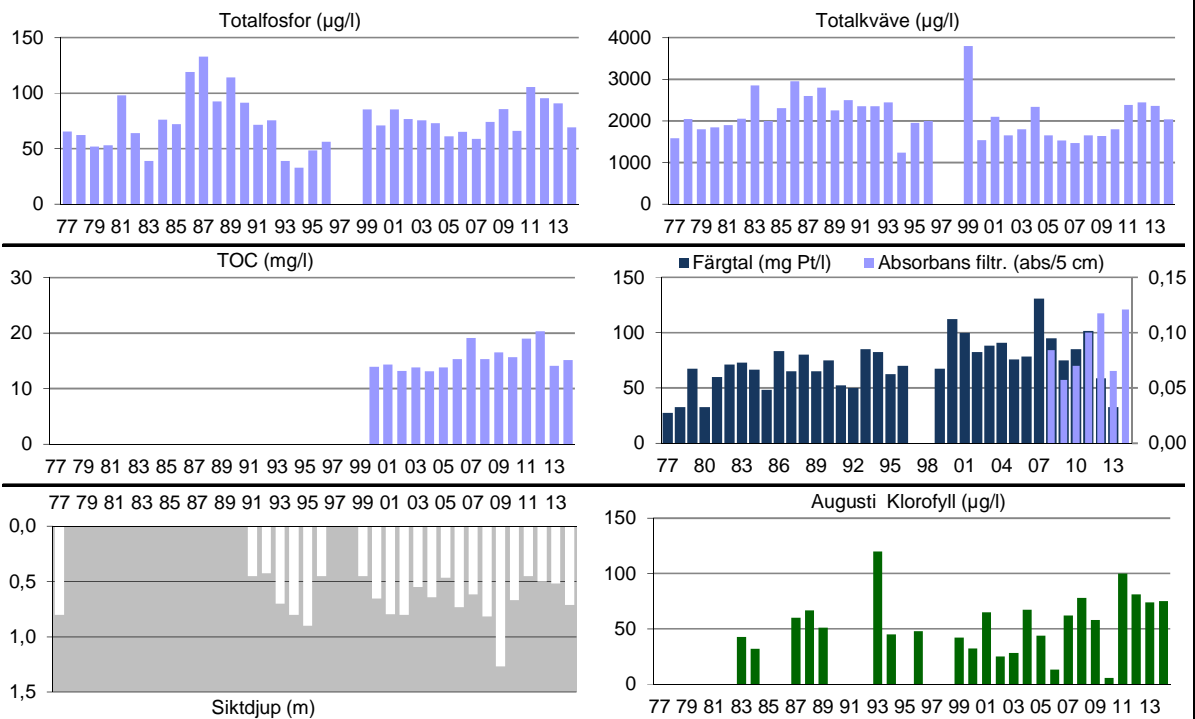 Totalfosfor (µg/l)
150
100
50
0
77 79 81 83 85 87 89 91 93 95 97 99 01 03 05 07 09 11 13
Totalkväve (µg/l)
4000
3000
2000
1000
0
77 79 81 83 85 87 89 91 93 95 97 99 01 03 05 07 09 11 13
TOC (mg/l)
30
20
10
0
77 79 81 83 85 87 89 91 93 95 97 99 01 03 05 07 09 11 13
Färgtal (mg Pt/l) Absorbans filtr. (abs/5 cm)
150 0,15
100 0,10
50 0,05
0 0,00
77 80 83 86 89 92 95 98 01 04 07 10 13
77 79 81 83 85 87 89 91 93 95 97 99 01 03 05 07 09 11 13
0,0
0,5
1,0
1,5
Siktdjup (m)
Augusti Klorofyll (µg/l)
150
100
50
0
77 79 81 83 85 87 89 91 93 95 97 99 01 03 05 07 09 11 13